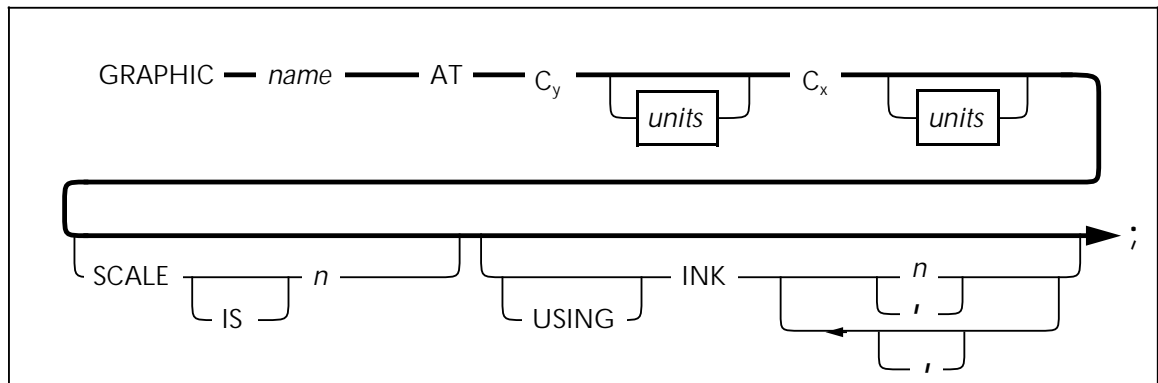 GRAPHIC name AT Cy Cx
units units
;
SCALE n INK n
IS USING ,
,